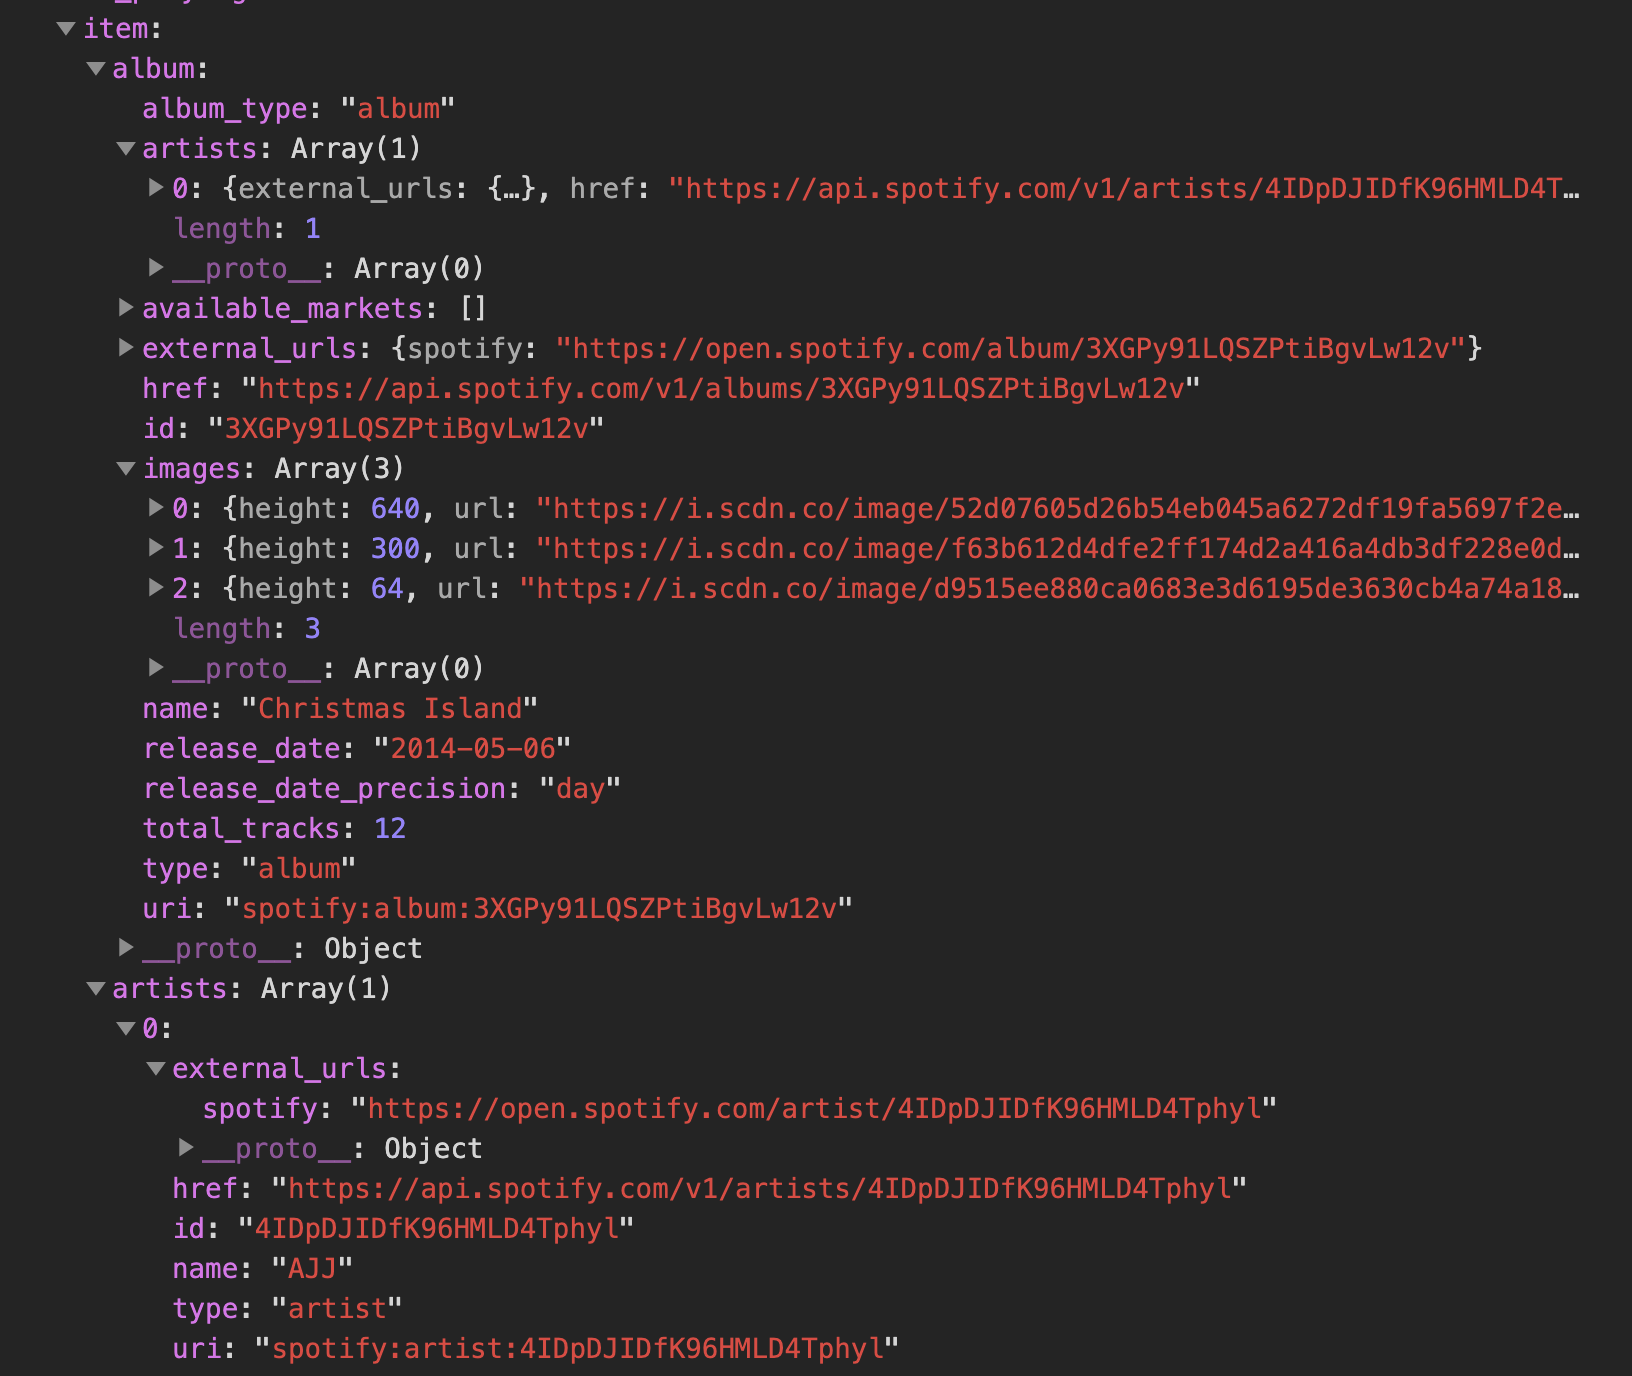 item:
album:
album_type: "album"
artists: Array(1)
0: {external_urls: {…}, href: "https://api.spotify.com/v1/artists/4IDpDJIDfK96HMLD4T…
length: 1
__proto__: Array(0)
available_markets: []
external_urls: {spotify: "https://open.spotify.com/album/3XGPy91LQSZPtiBgvLw12v"}
href: "https://api.spotify.com/v1/albums/3XGPy91LQSZPtiBgvLw12v"
id: "3XGPy91LQSZPtiBgvLw12v"
images: Array(3)
0: {height: 640, url: "https://i.scdn.co/image/52d07605d26b54eb045a6272df19fa5697f2e…
1: {height: 300, url: "https://i.scdn.co/image/f63b612d4dfe2ff174d2a416a4db3df228e0d…
2: {height: 64, url: "https://i.scdn.co/image/d9515ee880ca0683e3d6195de3630cb4a74a18…
length: 3
__proto__: Array(0)
name: "Christmas Island"
release_date: "2014-05-06"
release_date_precision: "day"
total_tracks: 12
type: "album"
uri: "spotify:album:3XGPy91LQSZPtiBgvLw12v"
__proto__: Object
artists: Array(1)
0:
external_urls:
spotify: "https://open.spotify.com/artist/4IDpDJIDfK96HMLD4Tphyl"
__proto__: Object
href: "https://api.spotify.com/v1/artists/4IDpDJIDfK96HMLD4Tphyl"
id: "4IDpDJIDfK96HMLD4Tphyl"
name: "AJJ"
type: "artist"
uri: "spotify:artist:4IDpDJIDfK96HMLD4Tphyl"